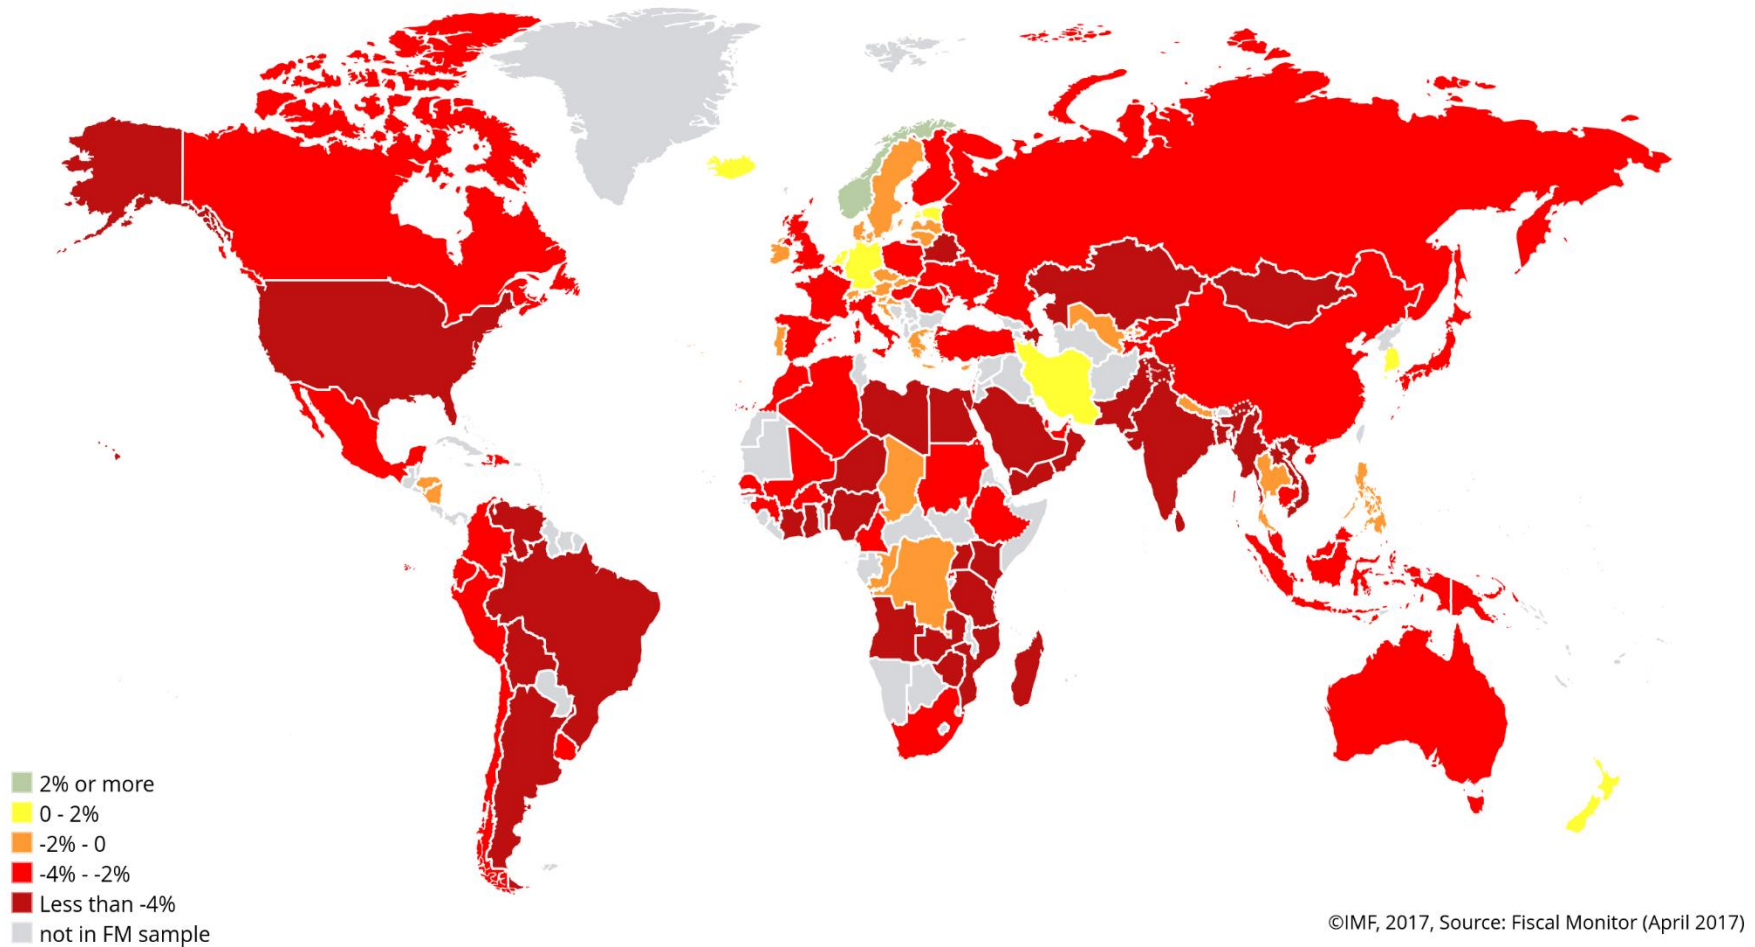 2% or more
0 - 2%
-2% - 0
-4% - -2%
Less than -4%
not in FM sample
©IMF, 2017, Source: Fiscal Monitor (April 2017)